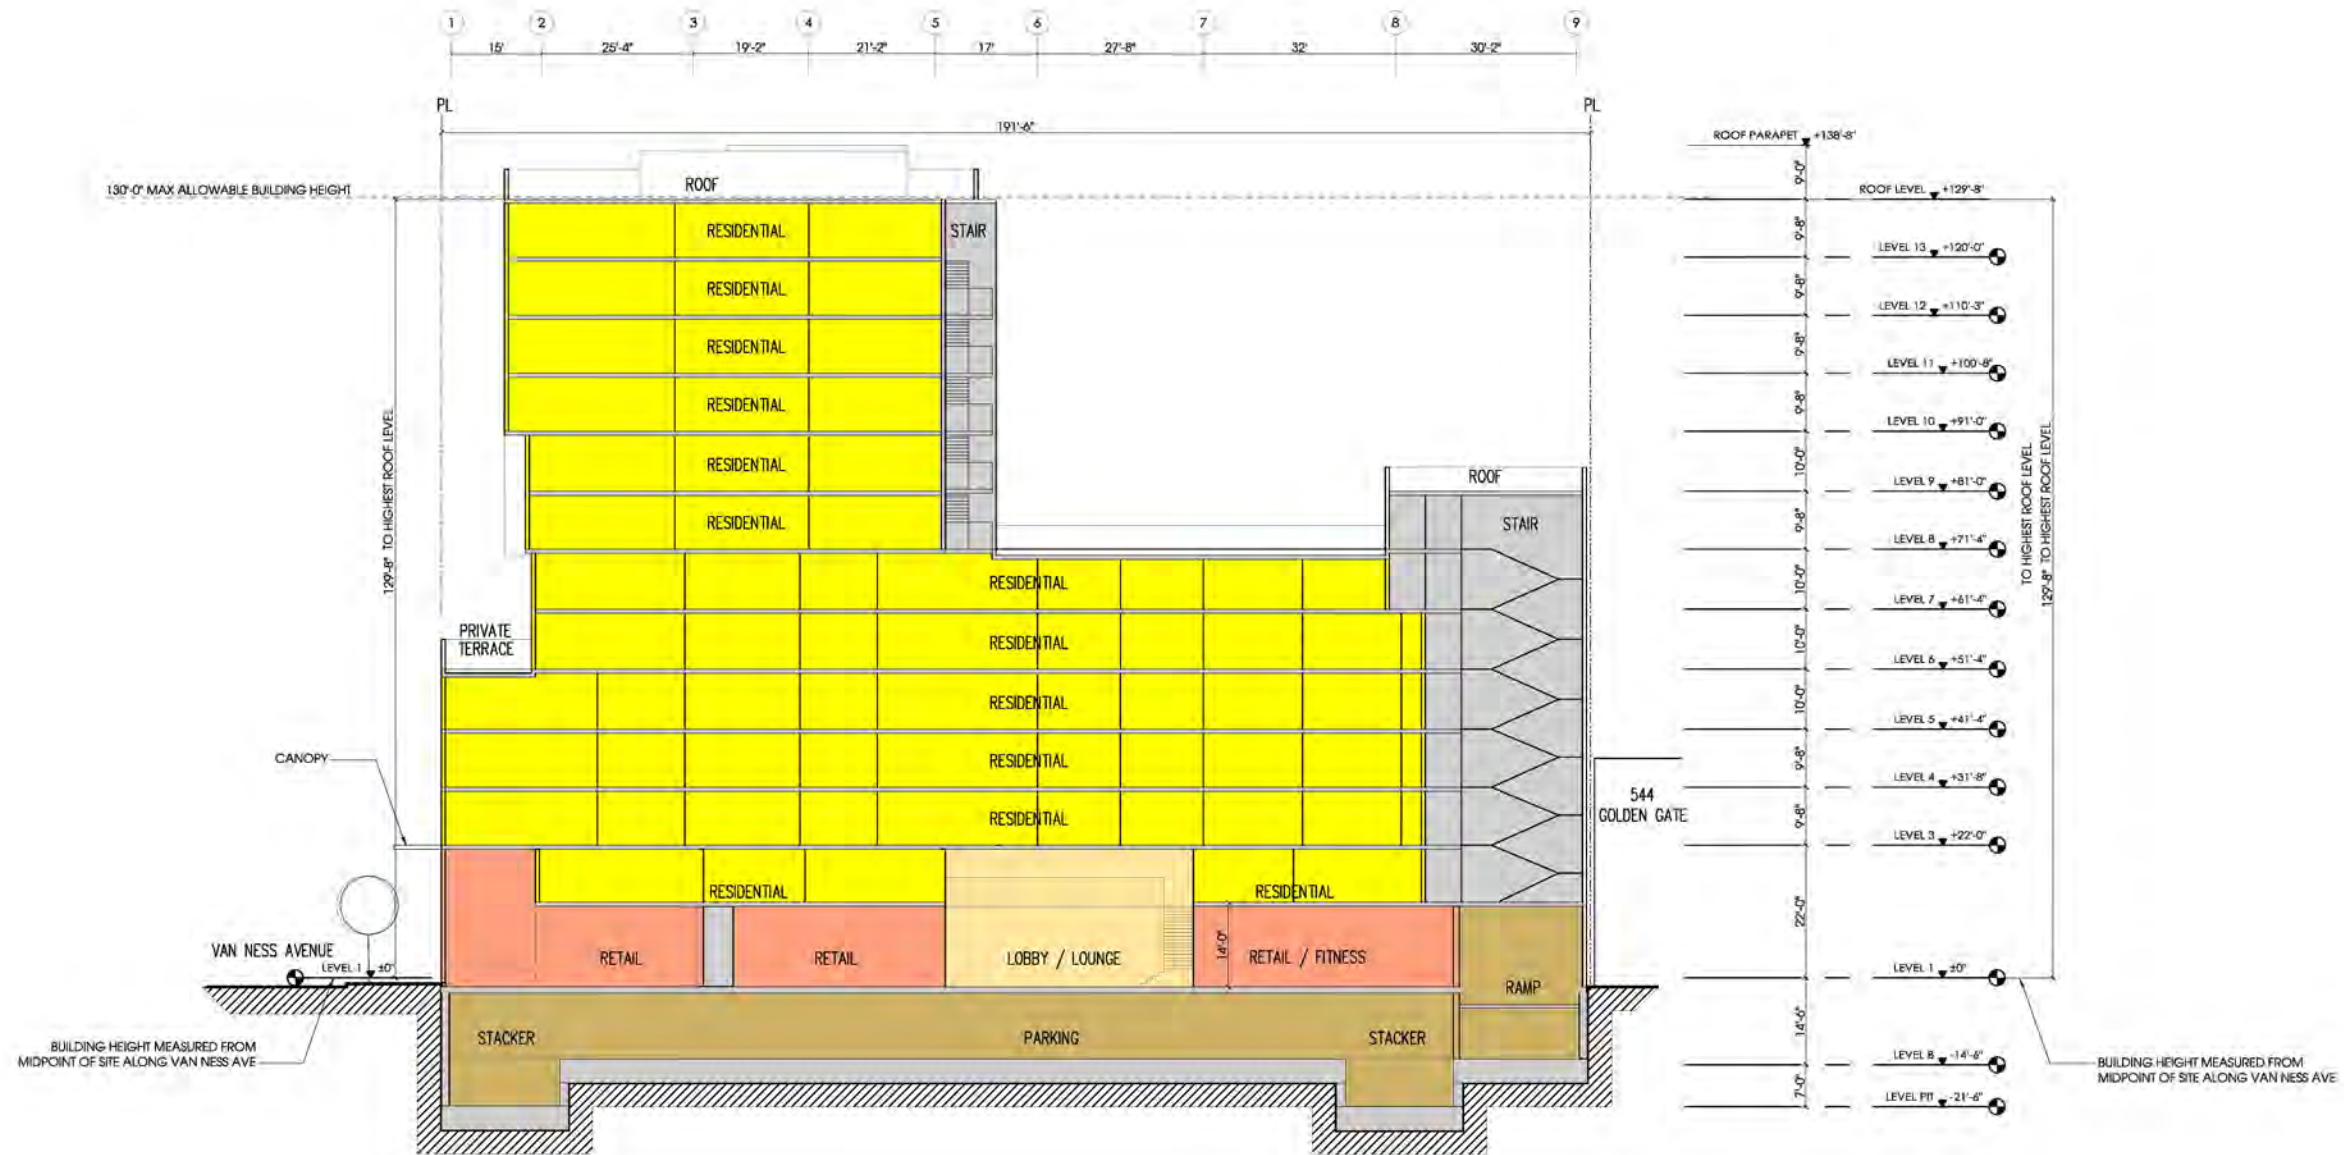 1 2 3 4 5 6 7 8 9
15' 25'-4" 19'-2" 21'-2" 17' 27'-8" 32' 30'-2"
PL PL
191'-6"
ROOF PARAPET +138'-8"
9'-0"
130'-0" MAX ALLOWABLE BUILDING HEIGHT
ROOF
ROOF LEVEL +129'-8"
RESIDENTIAL STAIR
9'-8"
LEVEL 13 +120'-0"
RESIDENTIAL
9'-8"
LEVEL 12 +110'-3"
RESIDENTIAL
9'-8"
LEVEL 11 +100'-8"
RESIDENTIAL
9'-8"
LEVEL 10 +91'-0"
RESIDENTIAL
10'-0"
ROOF
LEVEL 9 +81'-0"
RESIDENTIAL
STAIR
9'-8"
LEVEL 8 +71'-4"
129'-8" TO HIGHEST ROOF LEVEL
TO HIGHEST ROOF LEVEL
129'-8" TO HIGHEST ROOF LEVEL
RESIDENTIAL
10'-0"
LEVEL 7 +61'-4"
PRIVATE
TERRACE
RESIDENTIAL
10'-0"
LEVEL 6 +51'-4"
RESIDENTIAL
10'-0"
LEVEL 5 +41'-4"
CANOPY
RESIDENTIAL
9'-8"
LEVEL 4 +31'-8"
544
GOLDEN GATE
RESIDENTIAL
9'-8"
LEVEL 3 +22'-0"
RESIDENTIAL RESIDENTIAL
22'-0"
VAN NESS AVENUE
LEVEL 1 ±0"
RETAIL RETAIL LOBBY / LOUNGE 14'-0" RETAIL / FITNESS
LEVEL 1 ±0"
RAMP
14'-6"
STACKER PARKING STACKER
BUILDING HEIGHT MEASURED FROM
MIDPOINT OF SITE ALONG VAN NESS AVE
LEVEL B -14'-6"
BUILDING HEIGHT MEASURED FROM
MIDPOINT OF SITE ALONG VAN NESS AVE
7'-0"
LEVEL PIT -21'-6"